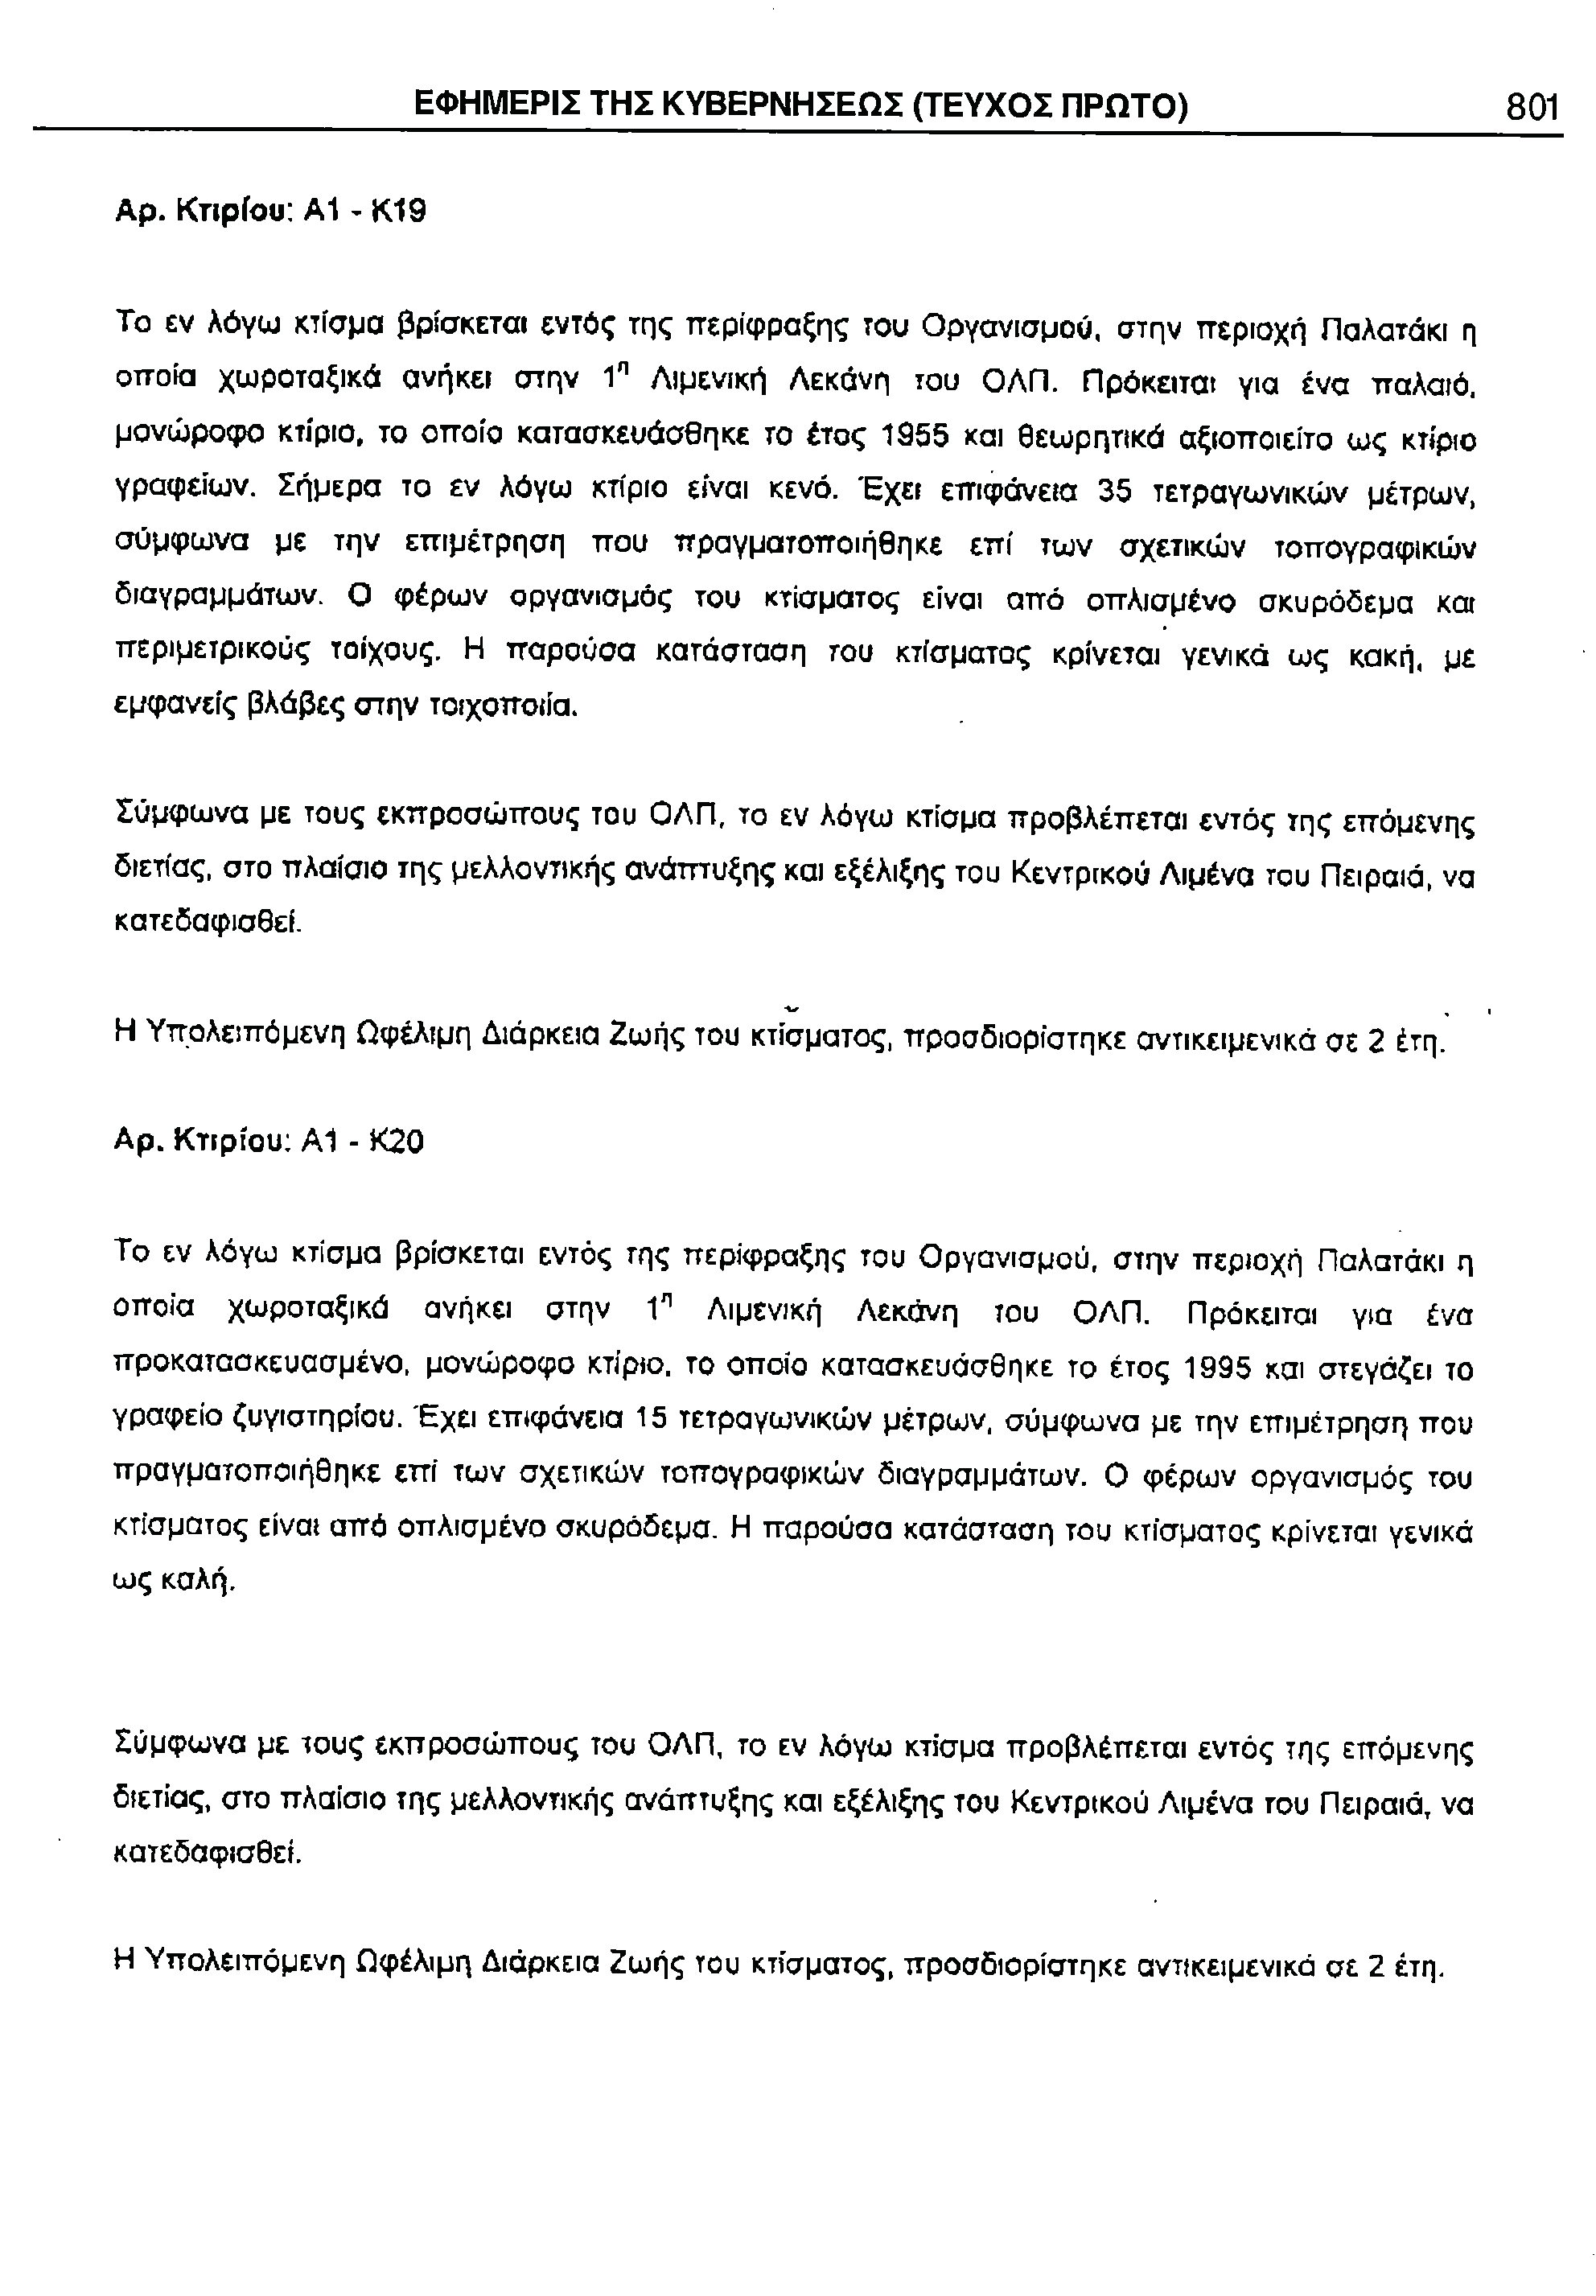 ΕΦΗΜΕΡΙΣ ΤΗΣ ΚΥΒΕΡΝΗΣΕΩΣ (ΤΕΥΧΟΣ ΠΡΩΤΟ) 801
Αρ. Κτιρίου: Α1 - Κ19
Το εν λόγω κτίσμα βρίσκεται εντός της περίφραξης του Οργανισμού, στην περιοχή Παλατάκι η
οποία χωροταξικά ανήκει στην 1η Λιμενική Λεκάνη του ΟΛΠ. Πρόκειται για ένα παλαιό,
μονώροφο κτίριο, το οποίο κατασκευάσθηκε το έτος 1955 και θεωρητικά αξιοποιείτο ως κτίριο
γραφείων. Σήμερα το εν λόγω κτίριο είναι κενό. Έχει επιφάνεια 35 τετραγωνικών μέτρων,
σύμφωνα με την επιμέτρηση που πραγματοποιήθηκε επί των σχετικών τοπογραφικών
διαγραμμάτων. Ο φέρων οργανισμός του κτίσματος είναι από οπλισμένο σκυρόδεμα και
περιμετρικούς τοίχους. Η παρούσα κατάσταση του κτίσματος κρίνεται γενικά ως κακή, με
εμφανείς βλάβες στην τοιχοποιία.
Σύμφωνα με τους εκπροσώπους του ΟΛΠ, το εν λόγω κτίσμα προβλέπεται εντός της επόμενης
διετίας, στο πλαίσιο της μελλοντικής ανάπτυξης και εξέλιξης του Κεντρικού Λιμένα του Πειραιά, να
κατεδαφισθεί.
Η Υπολειπόμενη Ωφέλιμη Διάρκεια Ζωής του κτίσματος, προσδιορίστηκε αντικειμενικά σε 2 έτη.
Αρ. Κτιρίου: Α1 - Κ20
Το εν λόγω κτίσμα βρίσκεται εντός της περίφραξης του Οργανισμού, στην περιοχή Παλατάκι η
οποία χωροταξικά ανήκει στην 1η Λιμενική Λεκάνη του ΟΛΠ. Πρόκειται για ένα
προκατασκευασμένο, μονώροφο κτίριο, το οποίο κατασκευάσθηκε το έτος 1995 και στεγάζει το
γραφείο ζυγιστηρίου. Έχει επιφάνεια 15 τετραγωνικών μέτρων, σύμφωνα με την επιμέτρηση που
πραγματοποιήθηκε επί των σχετικών τοπογραφικών διαγραμμάτων. Ο φέρων οργανισμός του
κτίσματος είναι από οπλισμένο σκυρόδεμα. Η παρούσα κατάσταση του κτίσματος κρίνεται γενικά
ως καλή.
Σύμφωνα με τους εκπροσώπους του ΟΛΠ, το εν λόγω κτίσμα προβλέπεται εντός της επόμενης
διετίας, στο πλαίσιο της μελλοντικής ανάπτυξης και εξέλιξης του Κεντρικού Λιμένα του Πειραιά, να
κατεδαφισθεί.
Η Υπολειπόμενη Ωφέλιμη Διάρκεια Ζωής του κτίσματος, προσδιορίστηκε αντικειμενικά σε 2 έτη.